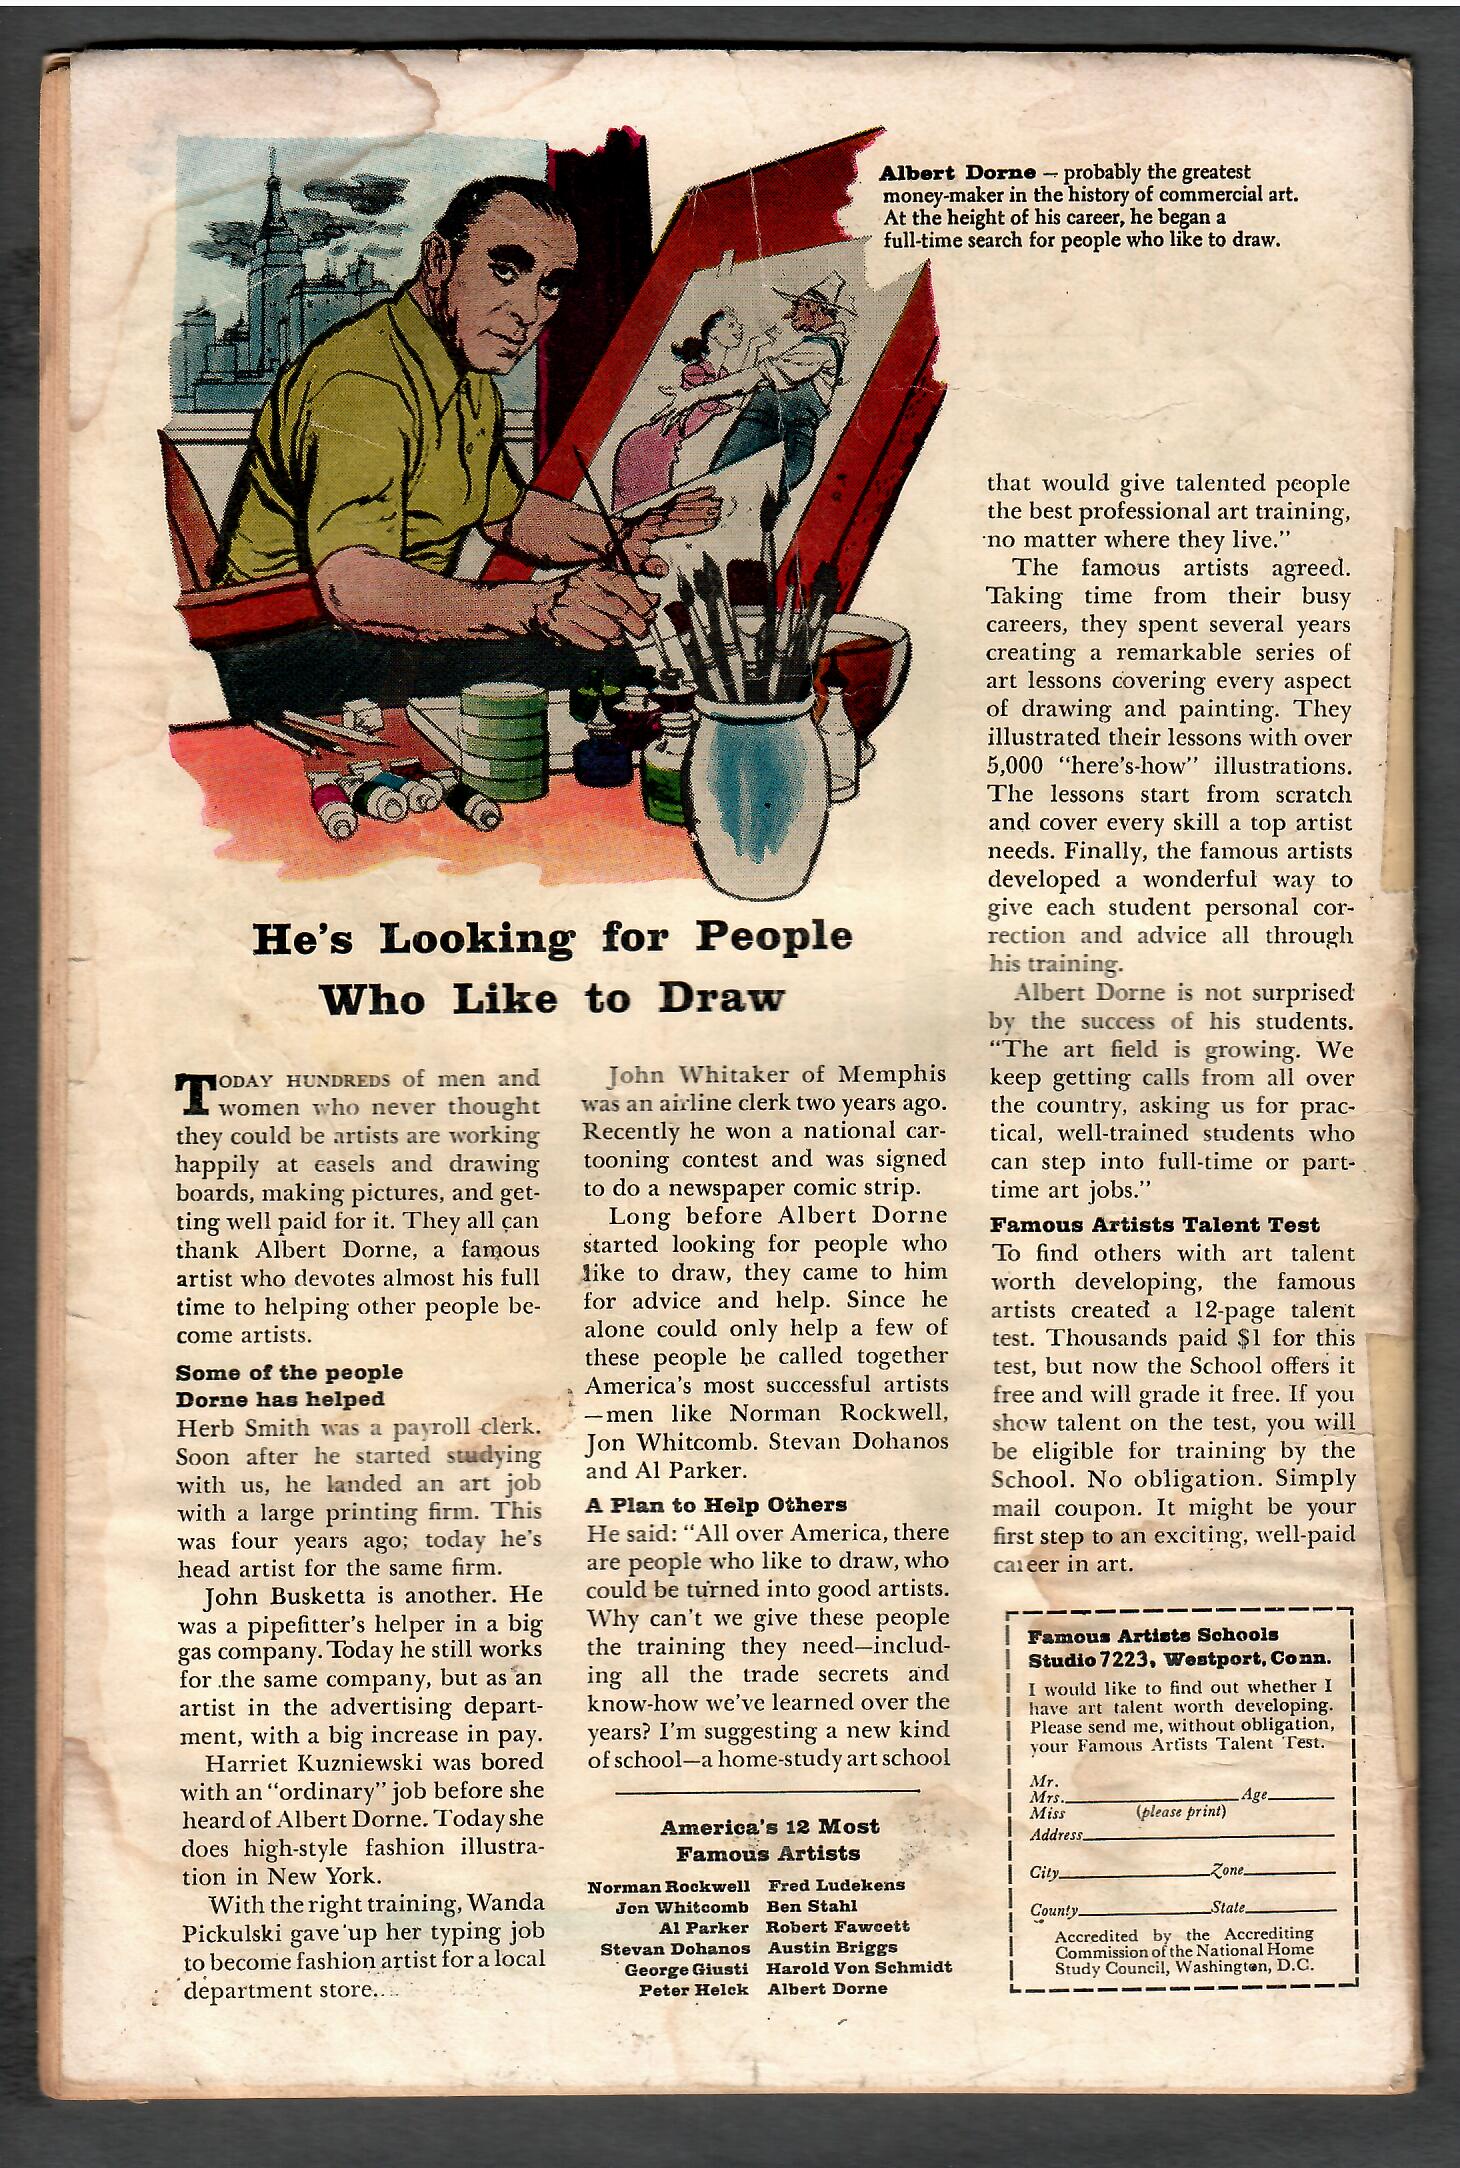 Albert Dorne — probably the greatest
money-maker in the history of commercial art.
At the height of his career, he began a
full-time search for people who like to draw.
He's Looking for People
Who Like to Draw
TODAY HUNDREDS of men and
women who never thought
they could be artists are working
happily at easels and drawing
boards, making pictures, and get-
ting well paid for it. They all can
thank Albert Dorne, a famous
artist who devotes almost his full
time to helping other people be-
come artists.
Some of the people
Dorne has helped
Herb Smith was a payroll clerk.
Soon after he started studying
with us, he landed an art job
with a large printing firm. This
was four years ago; today he's
head artist for the same firm.
John Busketta is another. He
was a pipefitter's helper in a big
gas company. Today he still works
for the same company, but as an
artist in the advertising depart-
ment, with a big increase in pay.
Harriet Kuzniewski was bored
with an "ordinary" job before she
heard of Albert Dorne. Today she
does high-style fashion illustra-
tion in New York.
With the right training, Wanda
Pickulski gave up her typing job
to become fashion artist for a local
department store.
John Whitaker of Memphis
was an airline clerk two years ago.
Recently he won a national car-
tooning contest and was signed
to do a newspaper comic strip.
Long before Albert Dorne
started looking for people who
like to draw, they came to him
for advice and help. Since he
alone could only help a few of
these people he called together
America's most successful artists
—men like Norman Rockwell,
Jon Whitcomb. Stevan Dohanos
and Al Parker.
A Plan to Help Others
He said: "All over America, there
are people who like to draw, who
could be turned into good artists.
Why can't we give these people
the training they need—includ-
ing all the trade secrets and
know-how we've learned over the
years? I'm suggesting a new kind
of school—a home-study art school
that would give talented people
the best professional art training,
no matter where they live."
The famous artists agreed.
Taking time from their busy
careers, they spent several years
creating a remarkable series of
art lessons covering every aspect
of drawing and painting. They
illustrated their lessons with over
5,000 "here's-how" illustrations.
The lessons start from scratch
and cover every skill a top artist
needs. Finally, the famous artists
developed a wonderful way to
give each student personal cor-
rection and advice all through
his training.
Albert Dorne is not surprised
by the success of his students.
"The art field is growing. We
keep getting calls from all over
the country, asking us for prac-
tical, well-trained students who
can step into full-time or part-
time art jobs."
Famous Artists Talent Test
To find others with art talent
worth developing, the famous
artists created a 12-page talent
test. Thousands paid $1 for this
test, but now the School offers it
free and will grade it free. If you
show talent on the test, you will
be eligible for training by the
School. No obligation. Simply
mail coupon. It might be your
first step to an exciting, well-paid
career in art.
America's 12 Most
Famous Artists
Norman Rockwell Fred Ludekens
Jon Whitcomb Ben Stahl
Al Parker Robert Fawcett
Stevan Dohanos Austin Briggs
George Giusti Harold Von Schmidt
Peter Helck Albert Dorne
Famous Artists Schools
Studio 7223, Westport, Conn.
I would like to find out whether I
have art talent worth developing.
Please send me, without obligation,
your Famous Artists Talent Test.
Mr.
Mrs. Age
Miss (please print)
Address
City Zone
County State
Accredited by the Accrediting
Commission of the National Home
Study Council, Washington, D.C.